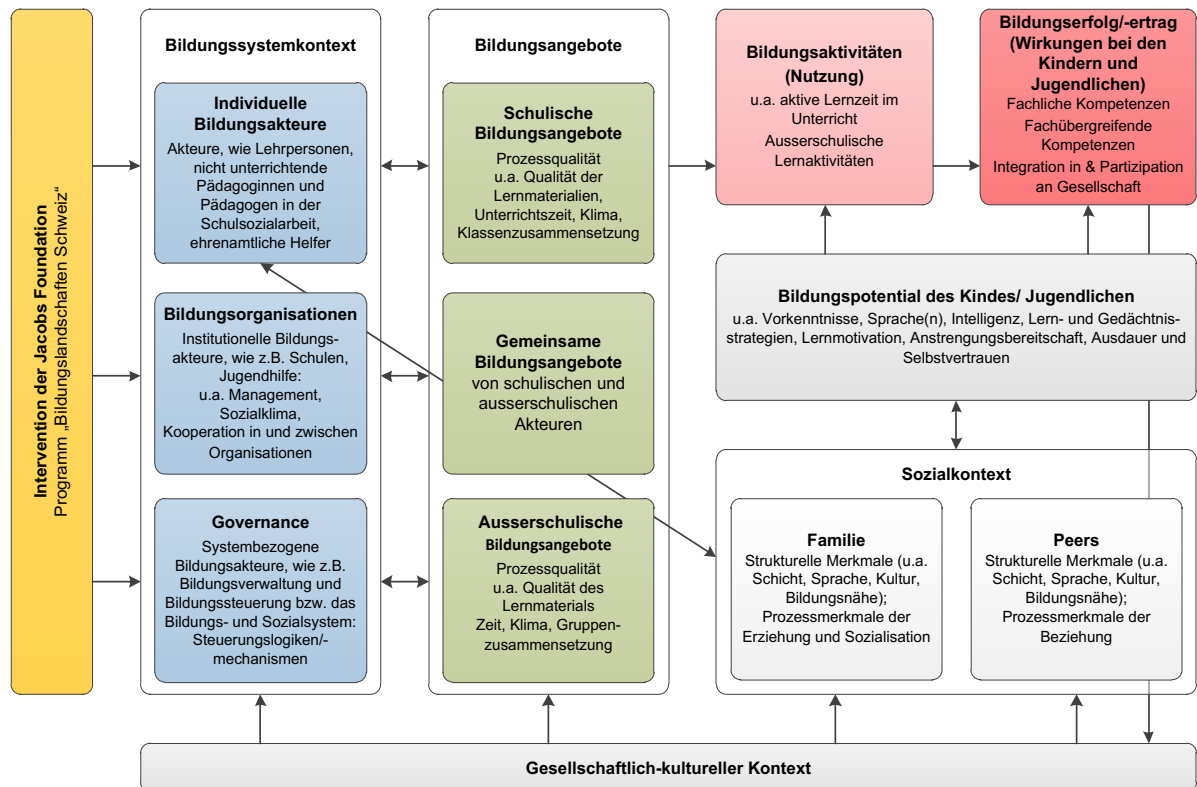 Intervention der Jacobs Foundation
Programm „Bildungslandschaften Schweiz“
Bildungssystemkontext
Individuelle
Bildungsakteure
Akteure, wie Lehrpersonen,
nicht unterrichtende
Pädagoginnen und
Pädagogen in der
Schulsozialarbeit,
ehrenamtliche Helfer
Bildungsorganisationen
Institutionelle Bildungs-
akteure, wie z.B. Schulen,
Jugendhilfe:
u.a. Management,
Sozialklima,
Kooperation in und zwischen
Organisationen
Governance
Systembezogene
Bildungsakteure, wie z.B.
Bildungsverwaltung und
Bildungssteuerung bzw. das
Bildungs- und Sozialsystem:
Steuerungslogiken/-
mechanismen
Bildungsangebote
Schulische
Bildungsangebote
Prozessqualität
u.a. Qualität der
Lernmaterialien,
Unterrichtszeit, Klima,
Klassenzusammensetzung
Gemeinsame
Bildungsangebote
von schulischen und
ausserschulischen
Akteuren
Ausserschulische
Bildungsangebote
Prozessqualität
u.a. Qualität des
Lernmaterials
Zeit, Klima, Gruppen-
zusammensetzung
Bildungsaktivitäten
(Nutzung)
u.a. aktive Lernzeit im
Unterricht
Ausserschulische
Lernaktivitäten
Bildungserfolg/-ertrag
(Wirkungen bei den
Kindern und
Jugendlichen)
Fachliche Kompetenzen
Fachübergreifende
Kompetenzen
Integration in & Partizipation
an Gesellschaft
Bildungspotential des Kindes/ Jugendlichen
u.a. Vorkenntnisse, Sprache(n), Intelligenz, Lern- und Gedächtnis-
strategien, Lernmotivation, Anstrengungsbereitschaft, Ausdauer und
Selbstvertrauen
Sozialkontext
Familie
Strukturelle Merkmale (u.a.
Schicht, Sprache, Kultur,
Bildungsnähe);
Prozessmerkmale der
Erziehung und Sozialisation
Peers
Strukturelle Merkmale (u.a.
Schicht, Sprache, Kultur,
Bildungsnähe);
Prozessmerkmale der
Beziehung
Gesellschaftlich-kultureller Kontext